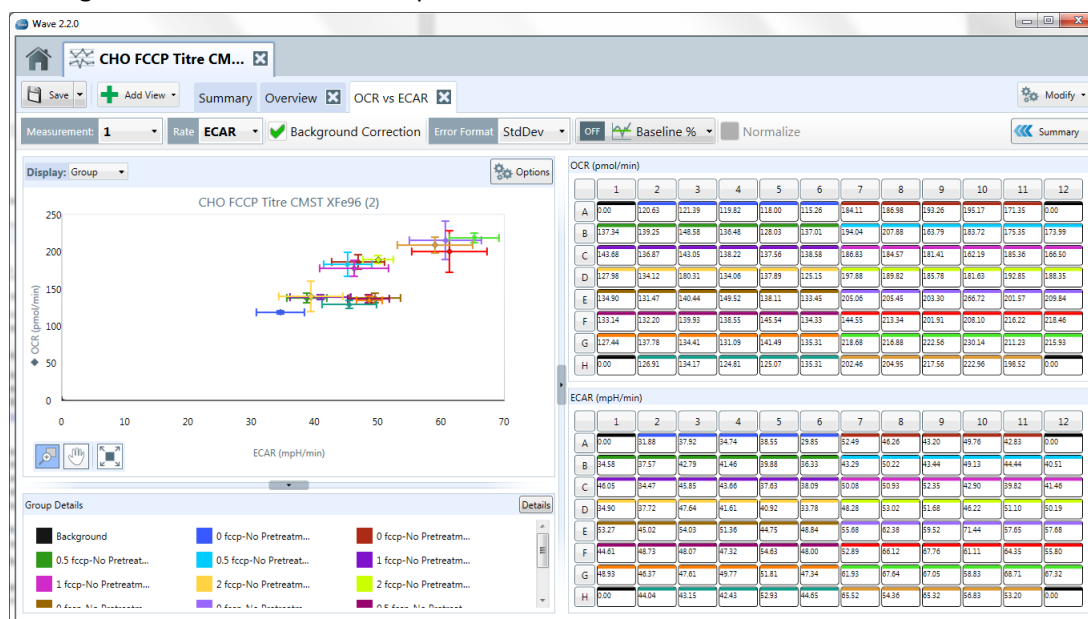 Wave 2.2.0
CHO FCCP Titre CM...
Save Add View Summary Overview OCR vs ECAR Modify
Measurement: 1 Rate ECAR Background Correction Error Format StdDev OFF Baseline % Normalize Summary
Display: Group Options
CHO FCCP Titre CMST XFe96 (2)
250
200
150
100
50
0
OCR (pmol/min)
0 10 20 30 40 50 60 70
ECAR (mpH/min)
Group Details Details
Background 0 fccp-No Pretreatm... 0 fccp-No Pretreatm...
0.5 fccp-No Pretreat... 0.5 fccp-No Pretreat... 1 fccp-No Pretreatm...
1 fccp-No Pretreatm... 2 fccp-No Pretreatm... 2 fccp-No Pretreatm...
OCR (pmol/min)
1 2 3 4 5 6 7 8 9 10 11 12
A 0.00 120.63 121.39 119.82 118.00 115.26 184.11 186.98 193.26 195.17 171.35 0.00
B 137.34 139.25 148.58 136.48 128.03 137.01 194.04 207.88 163.79 183.72 175.35 173.99
C 143.68 136.87 143.05 138.22 137.56 138.58 186.83 184.57 181.41 162.19 185.36 166.50
D 127.98 134.12 180.31 134.06 137.89 125.15 197.88 189.82 185.78 181.63 192.85 188.35
E 134.90 131.47 140.44 149.52 138.11 133.45 205.06 205.45 203.30 266.72 201.57 209.84
F 133.14 132.20 139.93 138.55 145.54 134.33 144.55 213.34 201.91 208.10 216.22 218.46
G 127.44 137.78 134.41 131.09 141.49 135.31 218.68 216.88 222.56 230.14 211.23 215.93
H 0.00 126.91 134.17 124.81 125.07 135.31 202.46 204.95 217.56 222.96 198.52 0.00
ECAR (mpH/min)
1 2 3 4 5 6 7 8 9 10 11 12
A 0.00 31.88 37.92 34.74 38.55 29.85 52.49 46.26 43.20 49.76 42.83 0.00
B 34.58 37.57 42.79 41.46 39.88 36.33 43.29 50.22 43.44 49.13 44.44 40.51
C 46.05 34.47 45.85 43.66 37.63 38.09 50.08 50.93 52.35 42.90 39.82 41.46
D 34.90 37.72 47.64 41.61 40.92 33.78 48.28 53.02 51.68 46.22 51.10 50.19
E 53.27 45.02 54.03 51.36 44.75 48.84 55.68 62.38 59.52 71.44 57.65 57.68
F 44.61 48.73 48.07 47.32 54.63 48.00 52.89 66.12 67.76 61.11 64.35 55.80
G 48.93 46.37 47.61 49.77 51.81 47.34 61.93 67.64 67.05 58.83 68.71 67.32
H 0.00 44.04 43.15 42.43 52.93 44.65 65.52 54.36 65.32 56.83 53.20 0.00